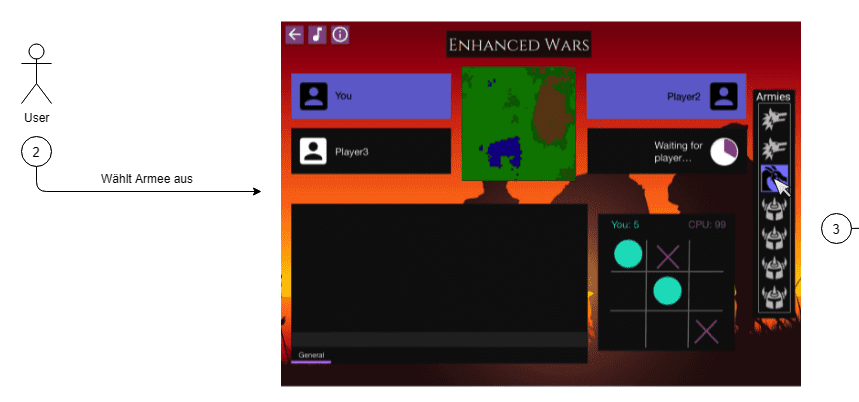 ENHANCED WARS
You
Player2
Armies
User
Player3
Waiting for
player...
2
Wählt Armee aus
You: 5
CPU: 99
3
General